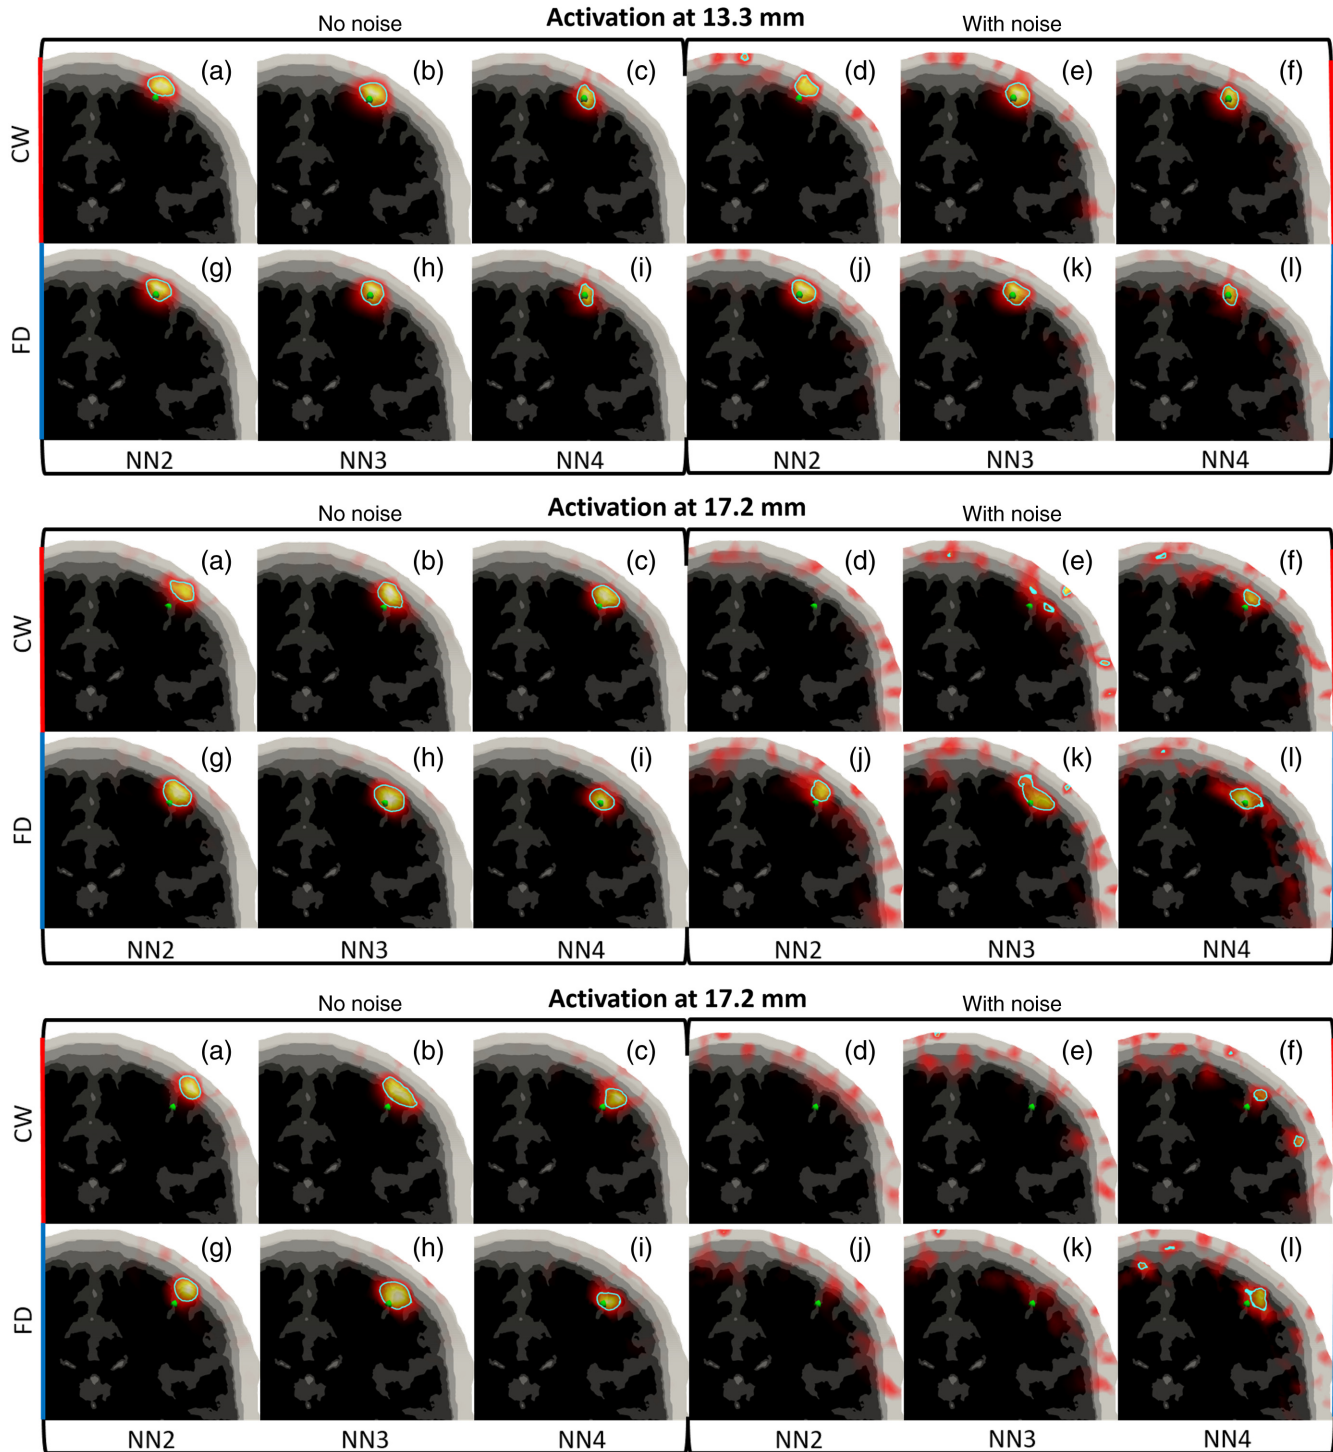 Activation at 13.3 mm
No noise With noise
(a) (b) (c) (d) (e) (f)
CW
(g) (h) (i) (j) (k) (l)
FD
NN2 NN3 NN4 NN2 NN3 NN4
Activation at 17.2 mm
No noise With noise
(a) (b) (c) (d) (e) (f)
CW
(g) (h) (i) (j) (k) (l)
FD
NN2 NN3 NN4 NN2 NN3 NN4
Activation at 17.2 mm
No noise With noise
(a) (b) (c) (d) (e) (f)
CW
(g) (h) (i) (j) (k) (l)
FD
NN2 NN3 NN4 NN2 NN3 NN4